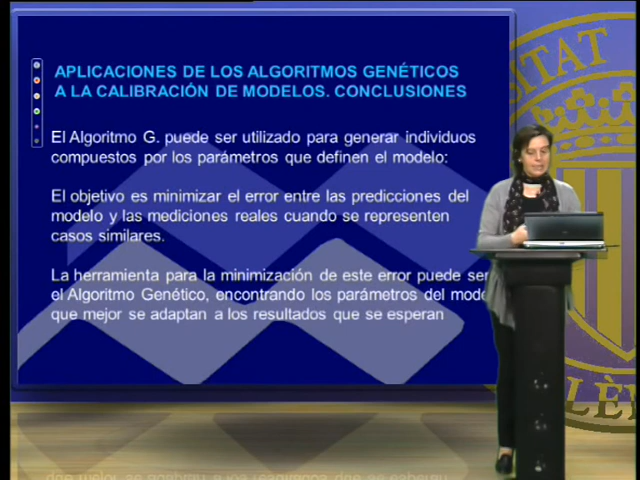 APLICACIONES DE LOS ALGORITMOS GENÉTICOS
A LA CALIBRACIÓN DE MODELOS. CONCLUSIONES
El Algoritmo G. puede ser utilizado para generar individuos
compuestos por los parámetros que definen el modelo:
El objetivo es minimizar el error entre las predicciones del
modelo y las mediciones reales cuando se representen
casos similares.
La herramienta para la minimización de este error puede ser
el Algoritmo Genético, encontrando los parámetros del mode
que mejor se adaptan a los resultados que se esperan
ITAT